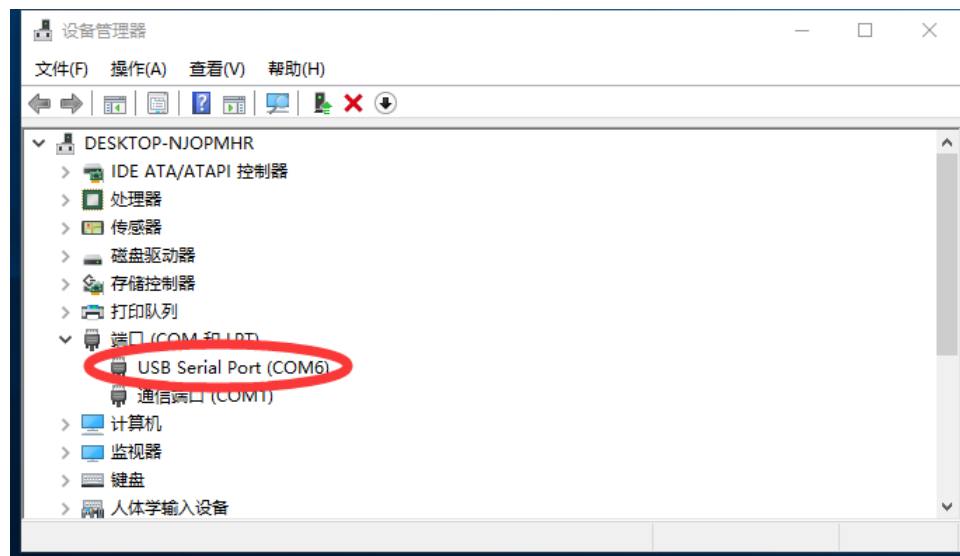 设备管理器
文件(F) 操作(A) 查看(V) 帮助(H)
DESKTOP-NJOPMHR
IDE ATA/ATAPI 控制器
处理器
传感器
磁盘驱动器
存储控制器
打印队列
端口 (COM 和 LPT)
USB Serial Port (COM6)
通信端口 (COM1)
计算机
监视器
键盘
人体学输入设备